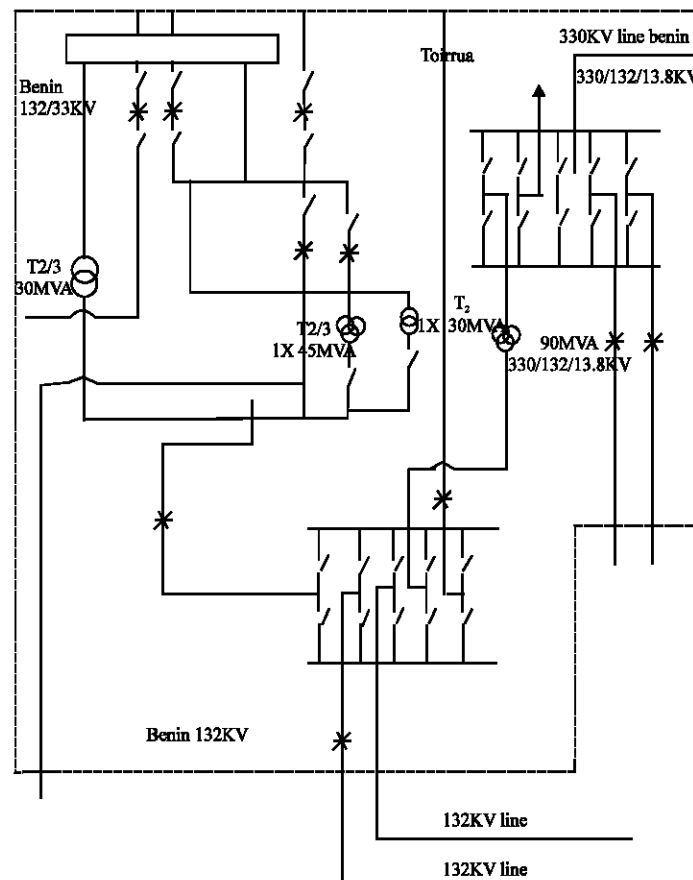 330KV line benin
Toirrua
330/132/13.8KV
Benin
132/33KV
T2/3
30MVA
T2/3
1X 45MVA
T2
1X 30MVA
90MVA
330/132/13.8KV
Benin 132KV
132KV line
132KV line